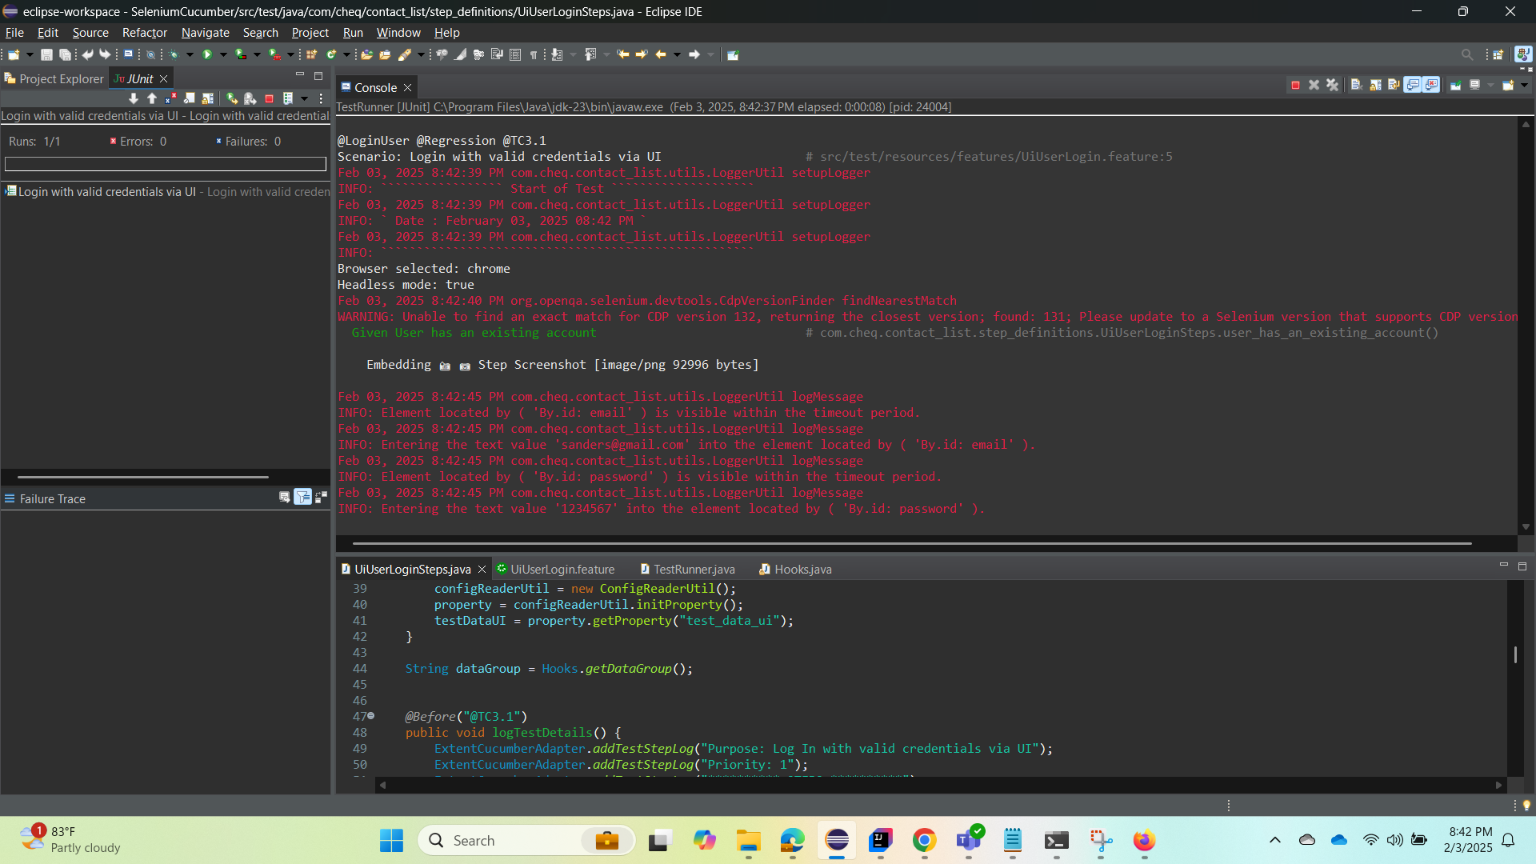 eclipse-workspace - SeleniumCucumber/src/test/java/com/cheq/contact_list/step_definitions/UiUserLoginSteps.java - Eclipse IDE
File Edit Source Refactor Navigate Search Project Run Window Help
Project Explorer JUnit
Console
TestRunner [JUnit] C:\Program Files\Java\jdk-23\bin\javaw.exe (Feb 3, 2025, 8:42:37 PM elapsed: 0:00:08) [pid: 24004]
Login with valid credentials via UI - Login with valid credential
Runs: 1/1 Errors: 0 Failures: 0
Login with valid credentials via UI - Login with valid creden
Failure Trace
@LoginUser @Regression @TC3.1
Scenario: Login with valid credentials via UI # src/test/resources/features/UiUserLogin.feature:5
Feb 03, 2025 8:42:39 PM com.cheq.contact_list.utils.LoggerUtil setupLogger
INFO: ````````````````` Start of Test ````````````````````
Feb 03, 2025 8:42:39 PM com.cheq.contact_list.utils.LoggerUtil setupLogger
INFO: ` Date : February 03, 2025 08:42 PM `
Feb 03, 2025 8:42:39 PM com.cheq.contact_list.utils.LoggerUtil setupLogger
INFO: ````````````````````````````````````````````````````
Browser selected: chrome
Headless mode: true
Feb 03, 2025 8:42:40 PM org.openqa.selenium.devtools.CdpVersionFinder findNearestMatch
WARNING: Unable to find an exact match for CDP version 132, returning the closest version; found: 131; Please update to a Selenium version that supports CDP version
Given User has an existing account # com.cheq.contact_list.step_definitions.UiUserLoginSteps.user_has_an_existing_account()
Embedding Step Screenshot [image/png 92996 bytes]
Feb 03, 2025 8:42:45 PM com.cheq.contact_list.utils.LoggerUtil logMessage
INFO: Element located by ( 'By.id: email' ) is visible within the timeout period.
Feb 03, 2025 8:42:45 PM com.cheq.contact_list.utils.LoggerUtil logMessage
INFO: Entering the text value 'sanders@gmail.com' into the element located by ( 'By.id: email' ).
Feb 03, 2025 8:42:45 PM com.cheq.contact_list.utils.LoggerUtil logMessage
INFO: Element located by ( 'By.id: password' ) is visible within the timeout period.
Feb 03, 2025 8:42:45 PM com.cheq.contact_list.utils.LoggerUtil logMessage
INFO: Entering the text value '1234567' into the element located by ( 'By.id: password' ).
UiUserLoginSteps.java UiUserLogin.feature TestRunner.java Hooks.java
39 configReaderUtil = new ConfigReaderUtil();
40 property = configReaderUtil.initProperty();
41 testDataUI = property.getProperty("test_data_ui");
42 }
43
44 String dataGroup = Hooks.getDataGroup();
45
46
47 @Before("@TC3.1")
48 public void logTestDetails() {
49 ExtentCucumberAdapter.addTestStepLog("Purpose: Log In with valid credentials via UI");
50 ExtentCucumberAdapter.addTestStepLog("Priority: 1");
1
83°F
Partly cloudy
Search
8:42 PM
2/3/2025